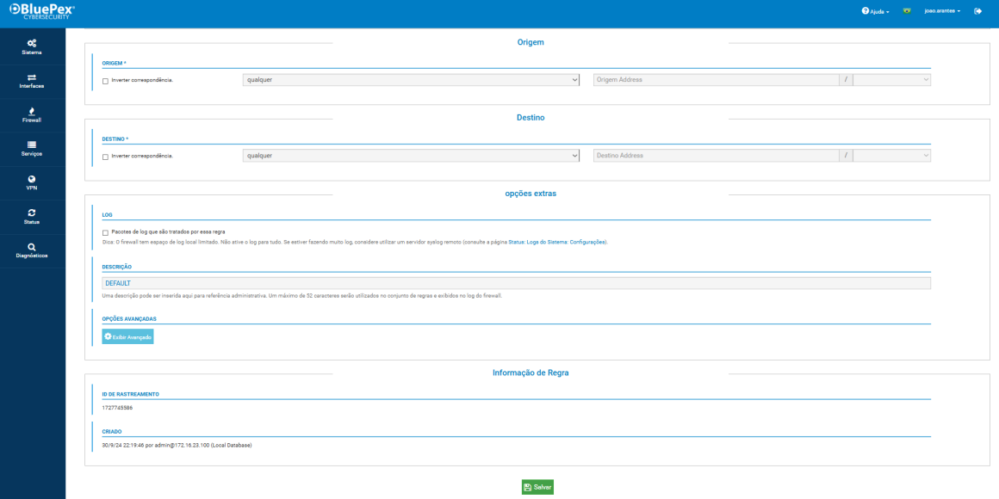 BluePex®
CYBERSECURITY
Ajuda
joao.arantes
Sistema
Interfaces
Firewall
Serviços
VPN
Status
Diagnósticos
Origem
ORIGEM *
Inverter correspondência.
qualquer
Origem Address
/
Destino
DESTINO *
Inverter correspondência.
qualquer
Destino Address
/
opções extras
LOG
Pacotes de log que são tratados por essa regra
Dica: O firewall tem espaço de log local limitado. Não ative o log para tudo. Se estiver fazendo muito log, considere utilizar um servidor syslog remoto (consulte a página Status: Logs do Sistema: Configurações).
DESCRIÇÃO
DEFAULT
Uma descrição pode ser inserida aqui para referência administrativa. Um máximo de 52 caracteres serão utilizados no conjunto de regras e exibidos no log do firewall.
OPÇÕES AVANÇADAS
Exibir Avançado
Informação de Regra
ID DE RASTREAMENTO
1727745586
CRIADO
30/9/24 22:19:46 por admin@172.16.23.100 (Local Database)
Salvar